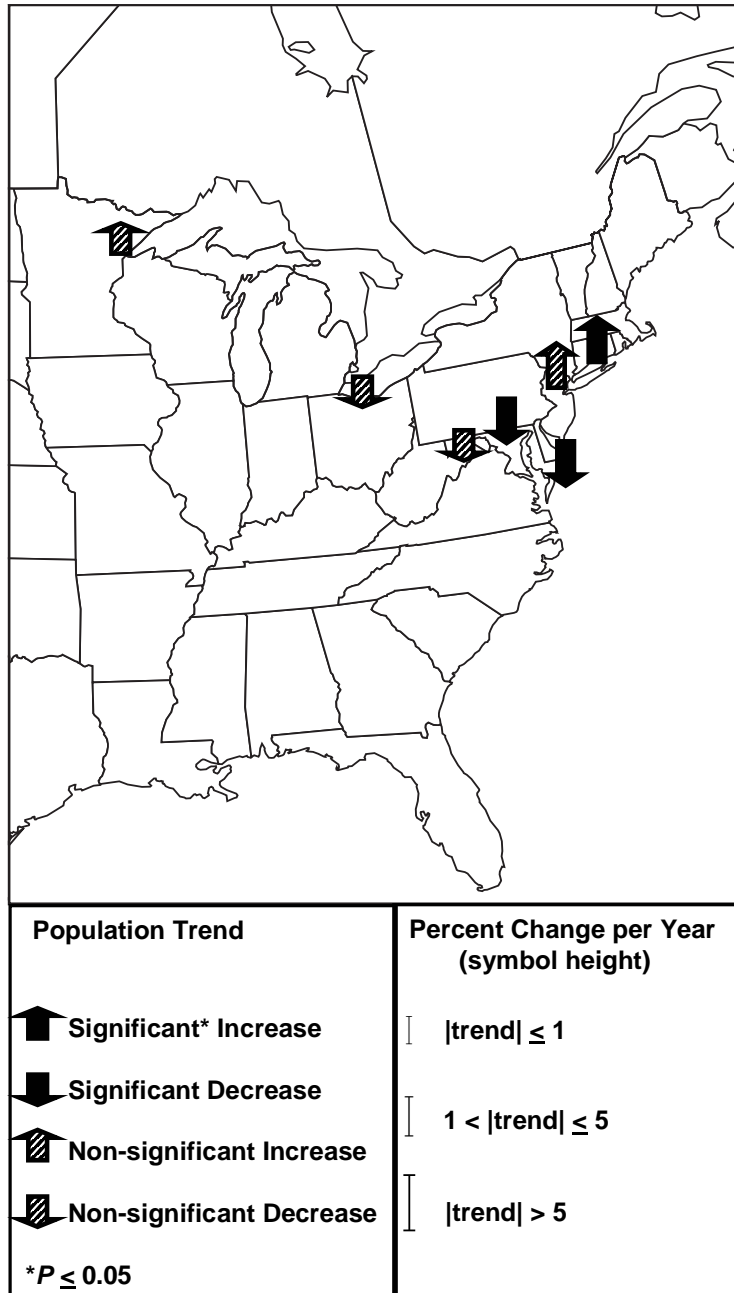 Population Trend
Significant* Increase
Significant Decrease
Non-significant Increase
Non-significant Decrease
*P ≤ 0.05
Percent Change per Year
(symbol height)
|trend| ≤ 1
1 < |trend| ≤ 5
|trend| > 5